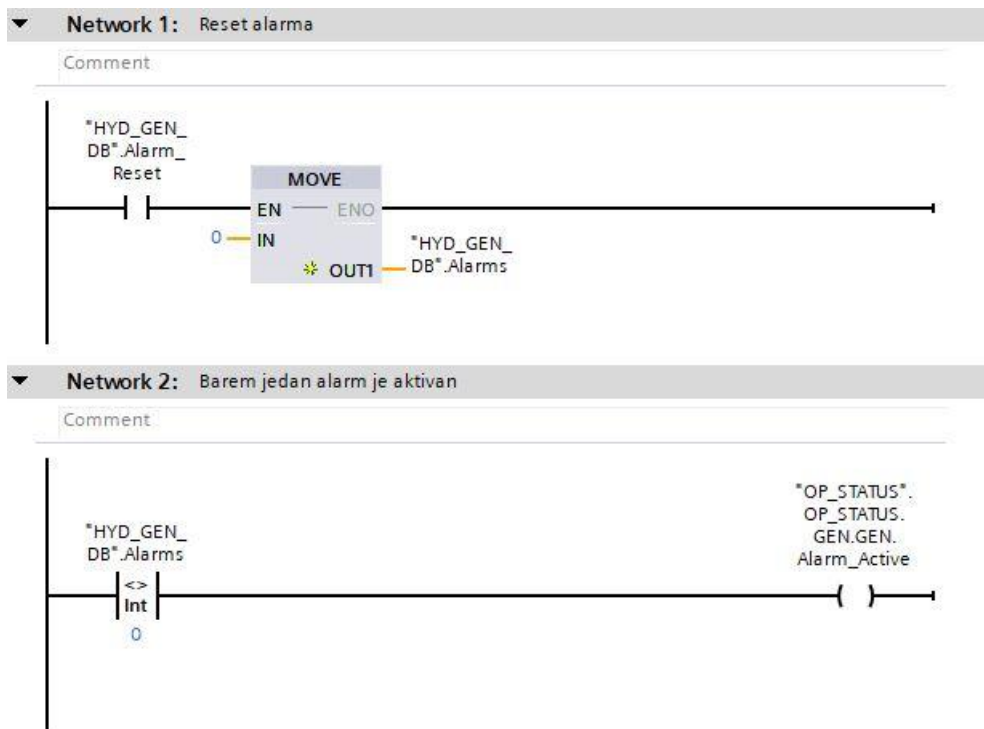 Network 1: Reset alarma
Comment
"HYD_GEN_
DB".Alarm_
Reset
MOVE
EN ENO
0 IN
OUT1
"HYD_GEN_
DB".Alarms
Network 2: Barem jedan alarm je aktivan
Comment
"HYD_GEN_
DB".Alarms
<>
Int
0
"OP_STATUS".
OP_STATUS.
GEN.GEN.
Alarm_Active